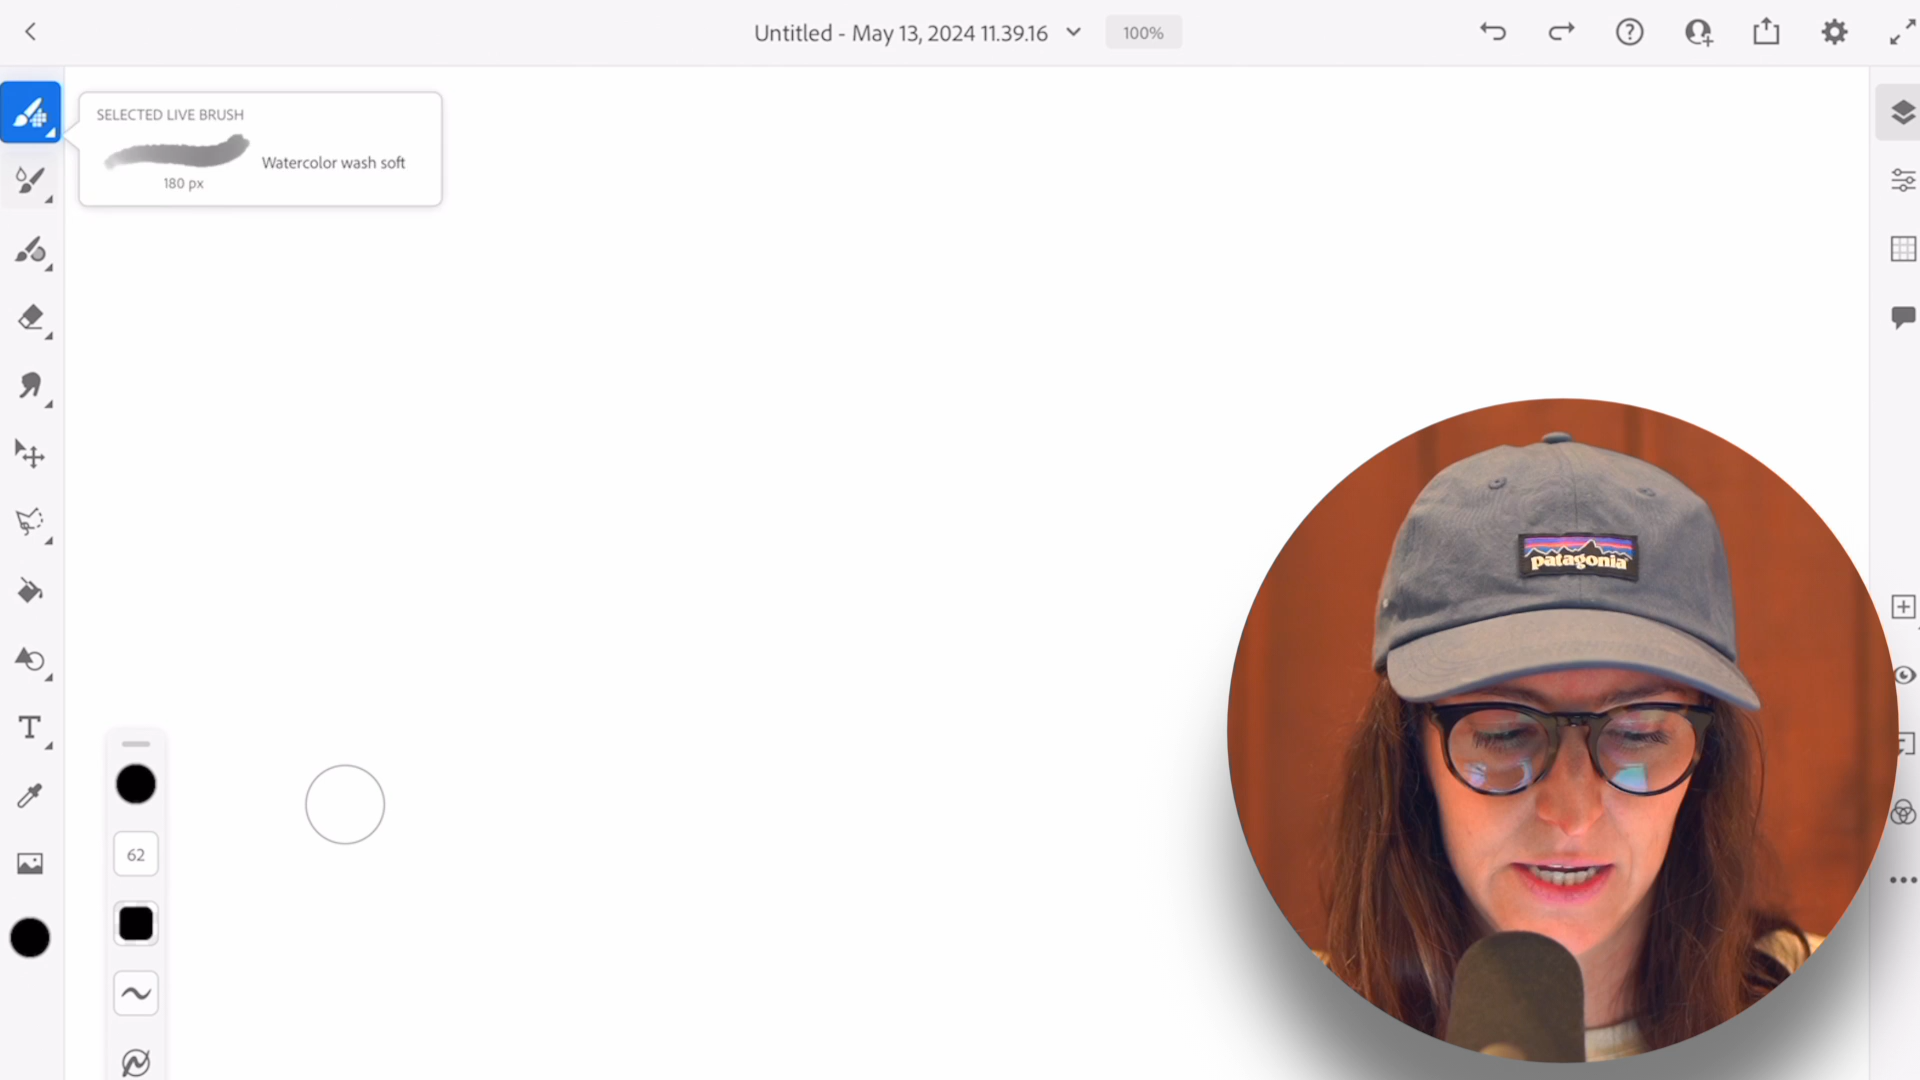 Untitled - May 13, 2024 11.39.16
100%
SELECTED LIVE BRUSH
Watercolor wash soft
180 px
patagonia
T
62